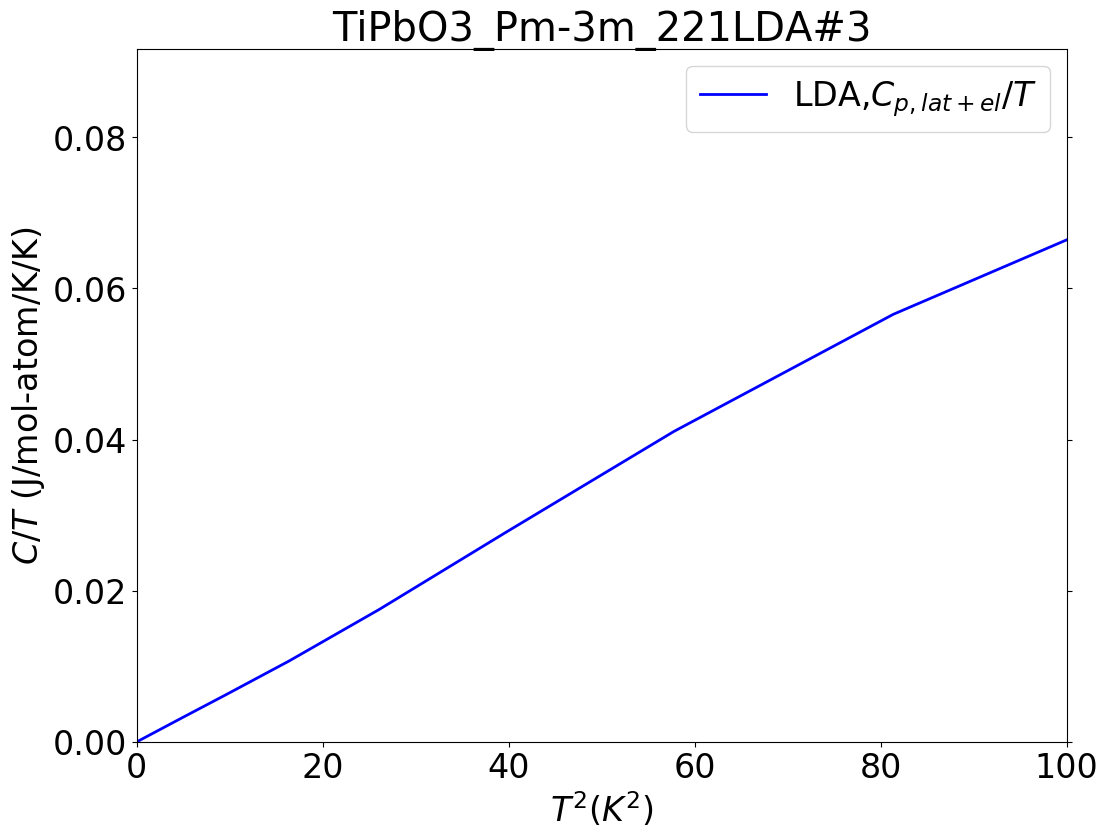 TiPbO3_Pm-3m_221LDA#3
LDA,$C_{p,lat+el}/T$
0.08
0.06
0.04
0.02
0.00
C/T (J/mol-atom/K/K)
0 20 40 60 80 100
$T^2(K^2)$